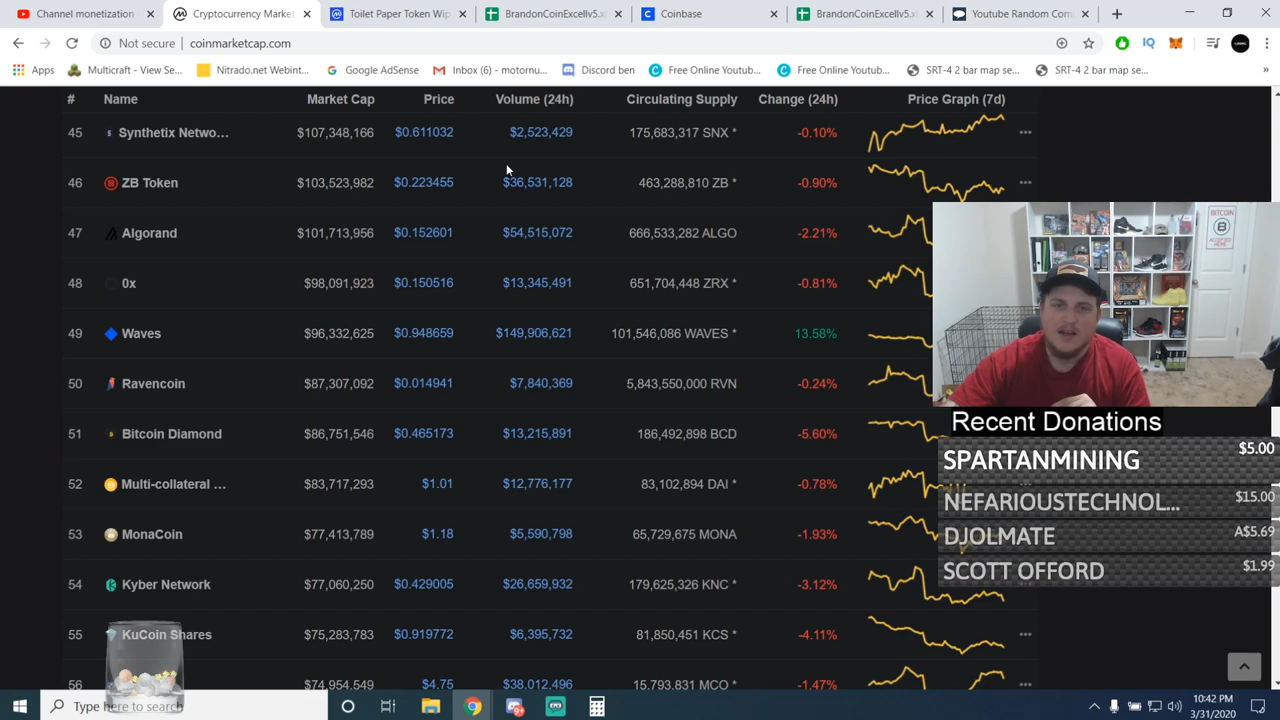 Channel monetization
Cryptocurrency Market
Toilet Paper Token Wip
BrandonCoinExcellv5.xl
Coinbase
BrandonCoinExcellv5.
Youtube Random Com
Not secure
coinmarketcap.com
Apps
Multicraft - View Se...
Nitrado.net Webint...
Google AdSense
Inbox (6) - motornu...
Discord ben
Free Online Youtub...
Free Online Youtub...
SRT-4 2 bar map se...
SRT-4 2 bar map se...
# Name Market Cap Price Volume (24h) Circulating Supply Change (24h) Price Graph (7d)
45 Synthetix Netwo... $107,348,166 $0.611032 $2,523,429 175,683,317 SNX * -0.10%
46 ZB Token $103,523,982 $0.223455 $36,531,128 463,288,810 ZB * -0.90%
47 Algorand $101,713,856 $0.152601 $54,515,072 666,533,282 ALGO -2.21%
48 0x $98,091,923 $0.150516 $13,345,491 651,704,448 ZRX * -0.81%
49 Waves $96,332,625 $0.948659 $149,906,621 101,546,086 WAVES * 13.58%
50 Ravencoin $87,307,092 $0.014941 $7,840,369 5,843,550,000 RVN -0.24%
51 Bitcoin Diamond $86,751,546 $0.465173 $13,215,891 186,492,898 BCD -5.60%
52 Multi-collateral ... $83,717,293 $1.01 $12,776,177 83,102,894 DAI * -0.78%
53 MonaCoin $77,413,789 $1.18 $5,590,798 65,729,675 MONA -1.93%
54 Kyber Network $77,060,250 $0.429005 $26,659,932 179,625,326 KNC * -3.12%
55 KuCoin Shares $75,283,783 $0.919772 $6,395,732 81,850,451 KCS * -4.11%
56 $74,954,549 $4.75 $38,012,496 15,793,831 MCO * -1.47%
BITCOIN
B
ACCEPTED
HERE
Recent Donations
SPARTANMINING $5.00
NEFARIOUSTECHNOL... $15.00
DJOLMATE A$5.69
SCOTT OFFORD $1.99
Type here to search
10:42 PM
3/31/2020